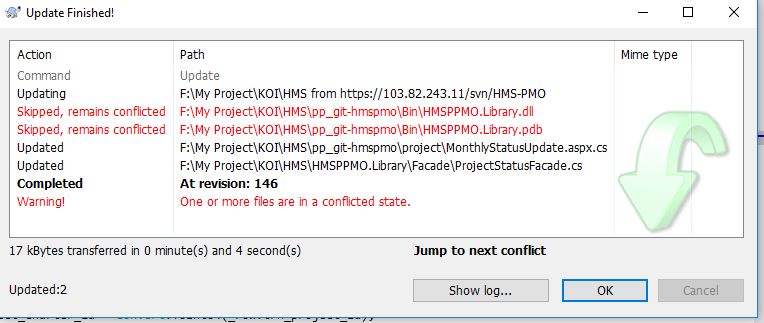 Update Finished!
Action Path Mime type
Command Update
Updating F:\My Project\KOI\HMS from https://103.82.243.11/svn/HMS-PMO
Skipped, remains conflicted F:\My Project\KOI\HMS\pp_git-hmspmo\Bin\HMSPPMO.Library.dll
Skipped, remains conflicted F:\My Project\KOI\HMS\pp_git-hmspmo\Bin\HMSPPMO.Library.pdb
Updated F:\My Project\KOI\HMS\pp_git-hmspmo\project\MonthlyStatusUpdate.aspx.cs
Updated F:\My Project\KOI\HMS\HMSPPMO.Library\Facade\ProjectStatusFacade.cs
Completed At revision: 146
Warning! One or more files are in a conflicted state.
17 kBytes transferred in 0 minute(s) and 4 second(s) Jump to next conflict
Updated:2 Show log... OK Cancel